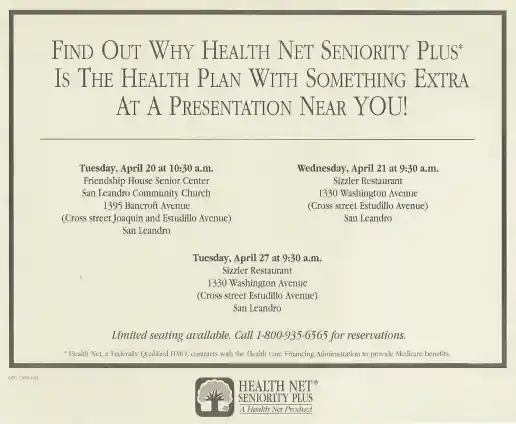 FIND OUT WHY HEALTH NET SENIORITY PLUS*
IS THE HEALTH PLAN WITH SOMETHING EXTRA
AT A PRESENTATION NEAR YOU!
Tuesday, April 20 at 10:30 a.m.
Friendship House Senior Center
San Leandro Community Church
1395 Bancroft Avenue
(Cross street Joaquin and Estudillo Avenue)
San Leandro
Wednesday, April 21 at 9:30 a.m.
Sizzler Restaurant
1330 Washington Avenue
(Cross street Estudillo Avenue)
San Leandro
Tuesday, April 27 at 9:30 a.m.
Sizzler Restaurant
1330 Washington Avenue
(Cross street Estudillo Avenue)
San Leandro
Limited seating available. Call 1-800-935-6565 for reservations.
* Health Net, a Federally Qualified HMO, contracts with the Health Care Financing Administration to provide Medicare benefits.
HEALTH NET®
SENIORITY PLUS
A Health Net Product